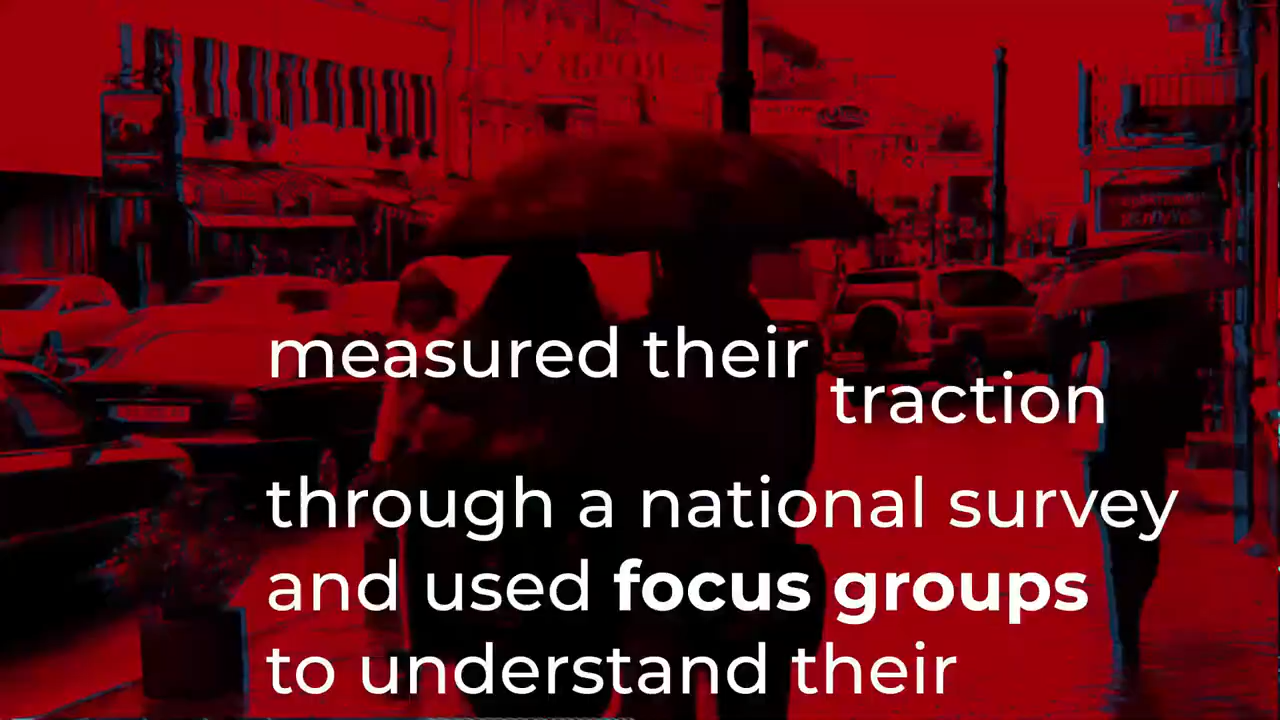 measured their traction
through a national survey
and used focus groups
to understand their